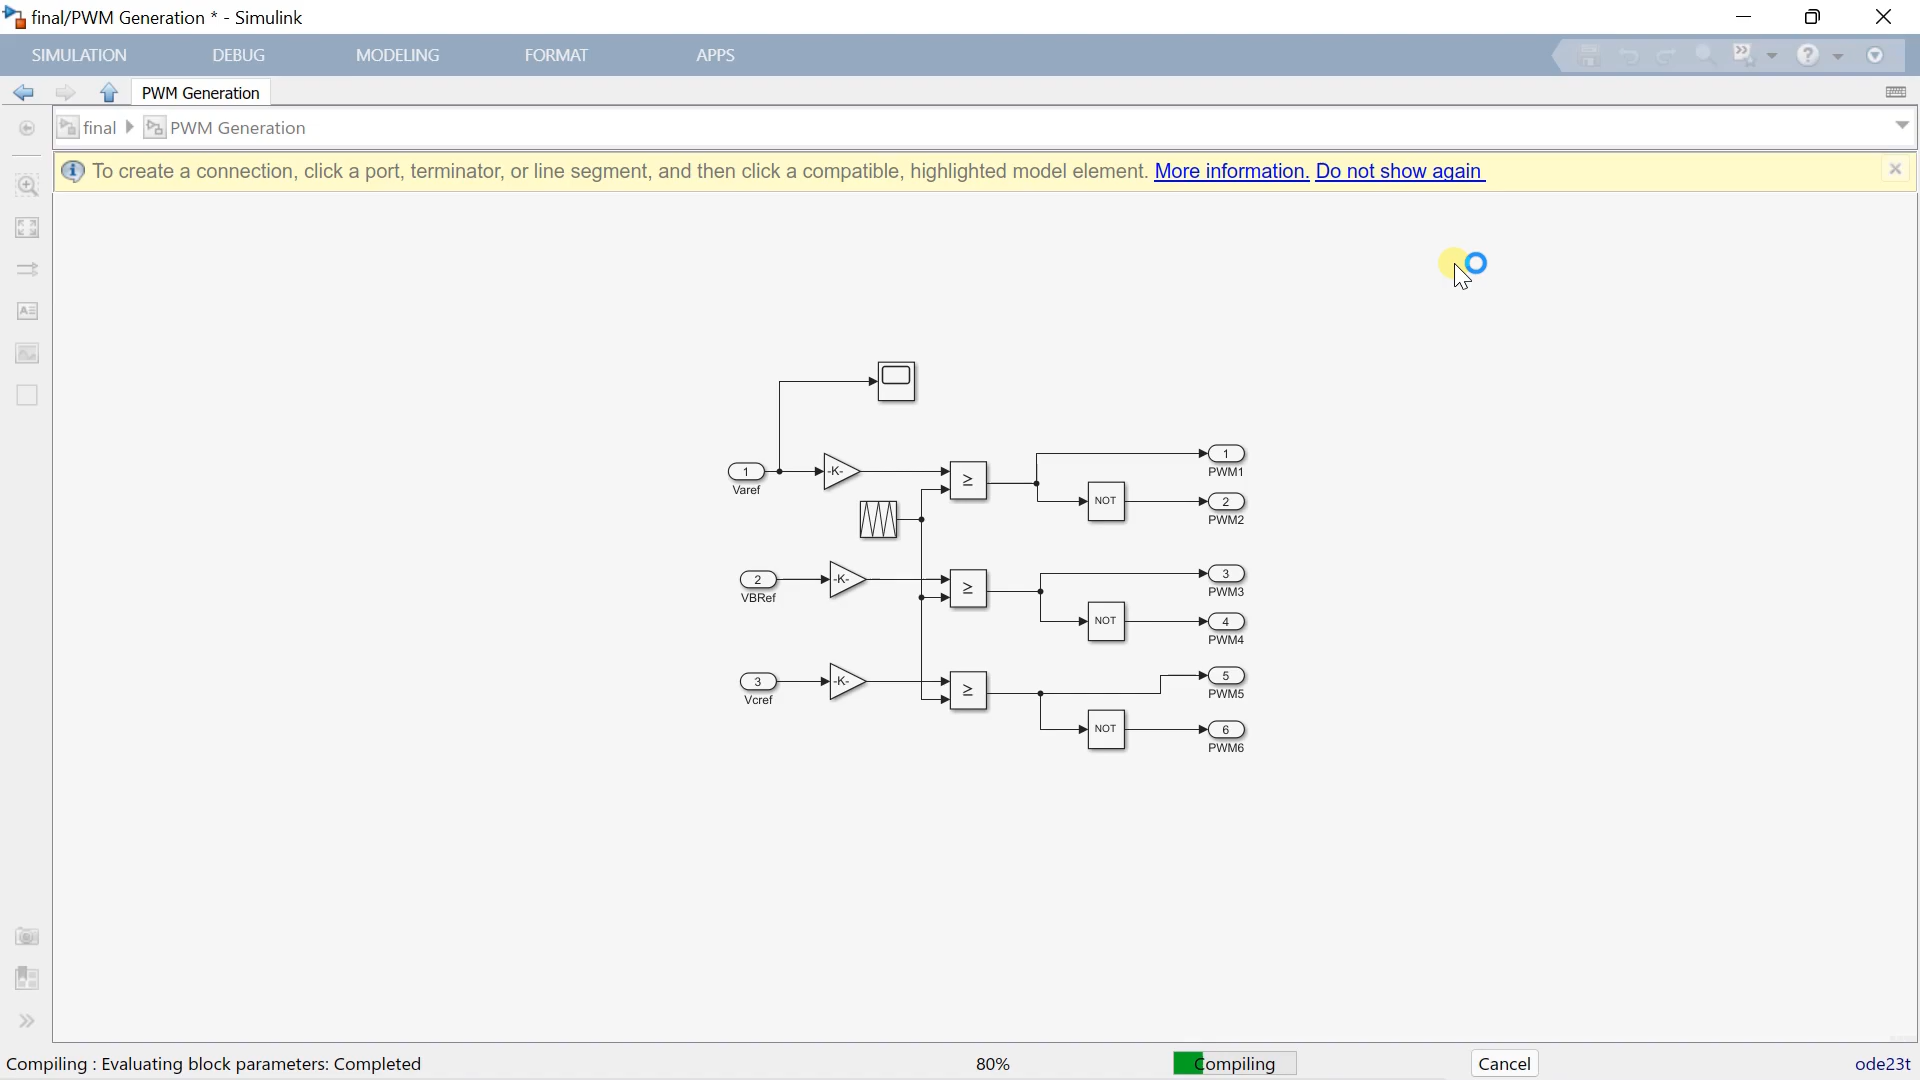 final/PWM Generation * - Simulink
SIMULATION DEBUG MODELING FORMAT APPS
PWM Generation
final PWM Generation
To create a connection, click a port, terminator, or line segment, and then click a compatible, highlighted model element. More information. Do not show again
1
Varef
-K-
≥
1
PWM1
NOT
2
PWM2
2
VBRef
-K-
≥
3
PWM3
NOT
4
PWM4
3
Vcref
-K-
≥
5
PWM5
NOT
6
PWM6
Compiling : Evaluating block parameters: Completed 80% Compiling Cancel ode23t